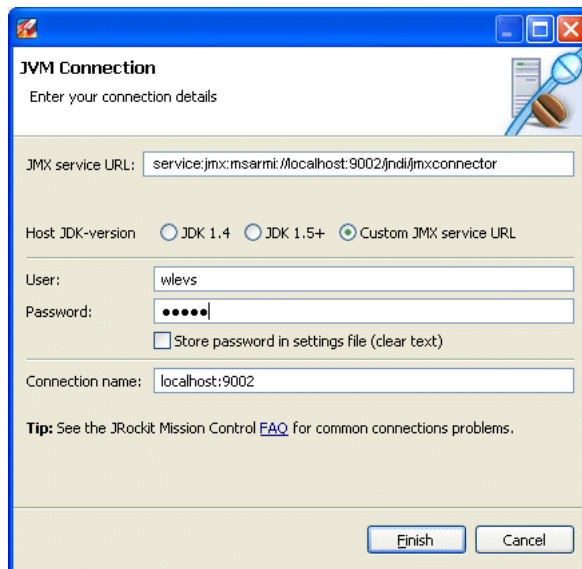 JVM Connection
Enter your connection details
JMX service URL: service:jmx:msarmi://localhost:9002/jndi/jmxconnector
Host JDK-version JDK 1.4 JDK 1.5+ Custom JMX service URL
User: wlevs
Password: ●●●●●
Store password in settings file (clear text)
Connection name: localhost:9002
Tip: See the JRockit Mission Control FAQ for common connections problems.
Finish Cancel